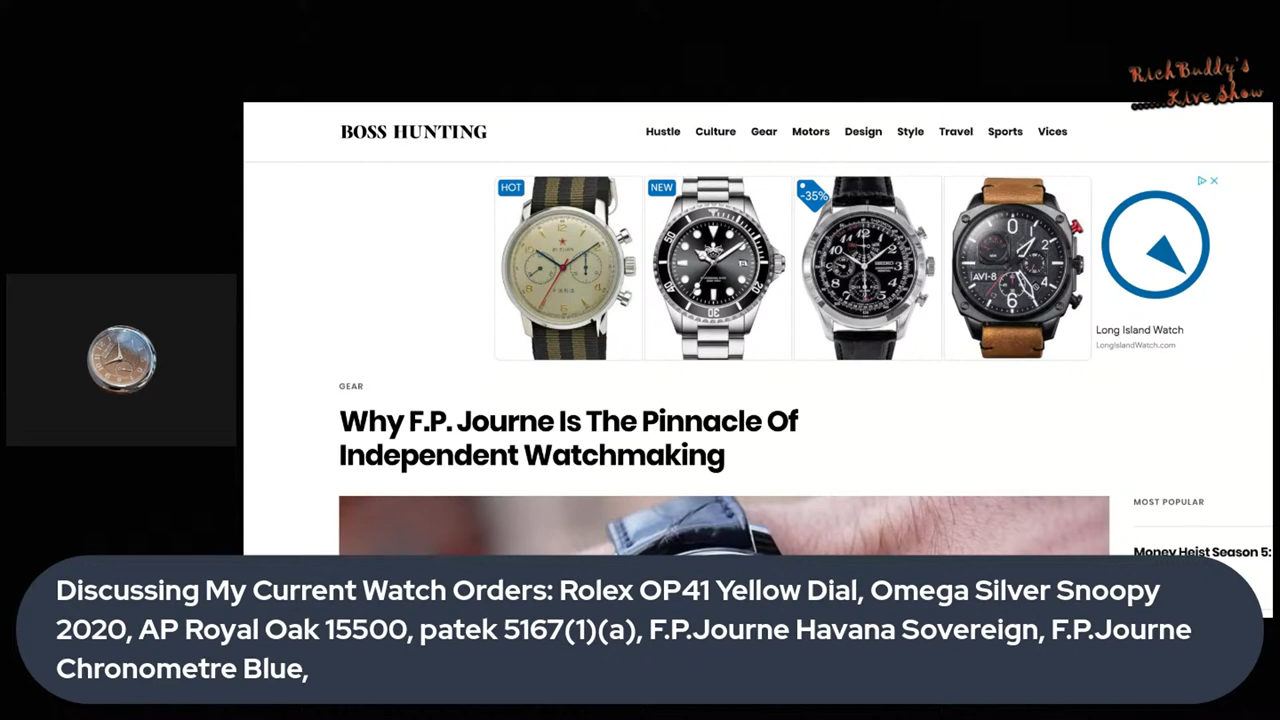 RichBuddy's
Live Show
BOSS HUNTING
Hustle Culture Gear Motors Design Style Travel Sports Vices
HOT
NEW
-35%
SEIKO
AVI-8
Long Island Watch
LongIslandWatch.com
GEAR
Why F.P. Journe Is The Pinnacle Of
Independent Watchmaking
MOST POPULAR
Money Heist Season 5:
Discussing My Current Watch Orders: Rolex OP41 Yellow Dial, Omega Silver Snoopy
2020, AP Royal Oak 15500, patek 5167(1)(a), F.P.Journe Havana Sovereign, F.P.Journe
Chronometre Blue,